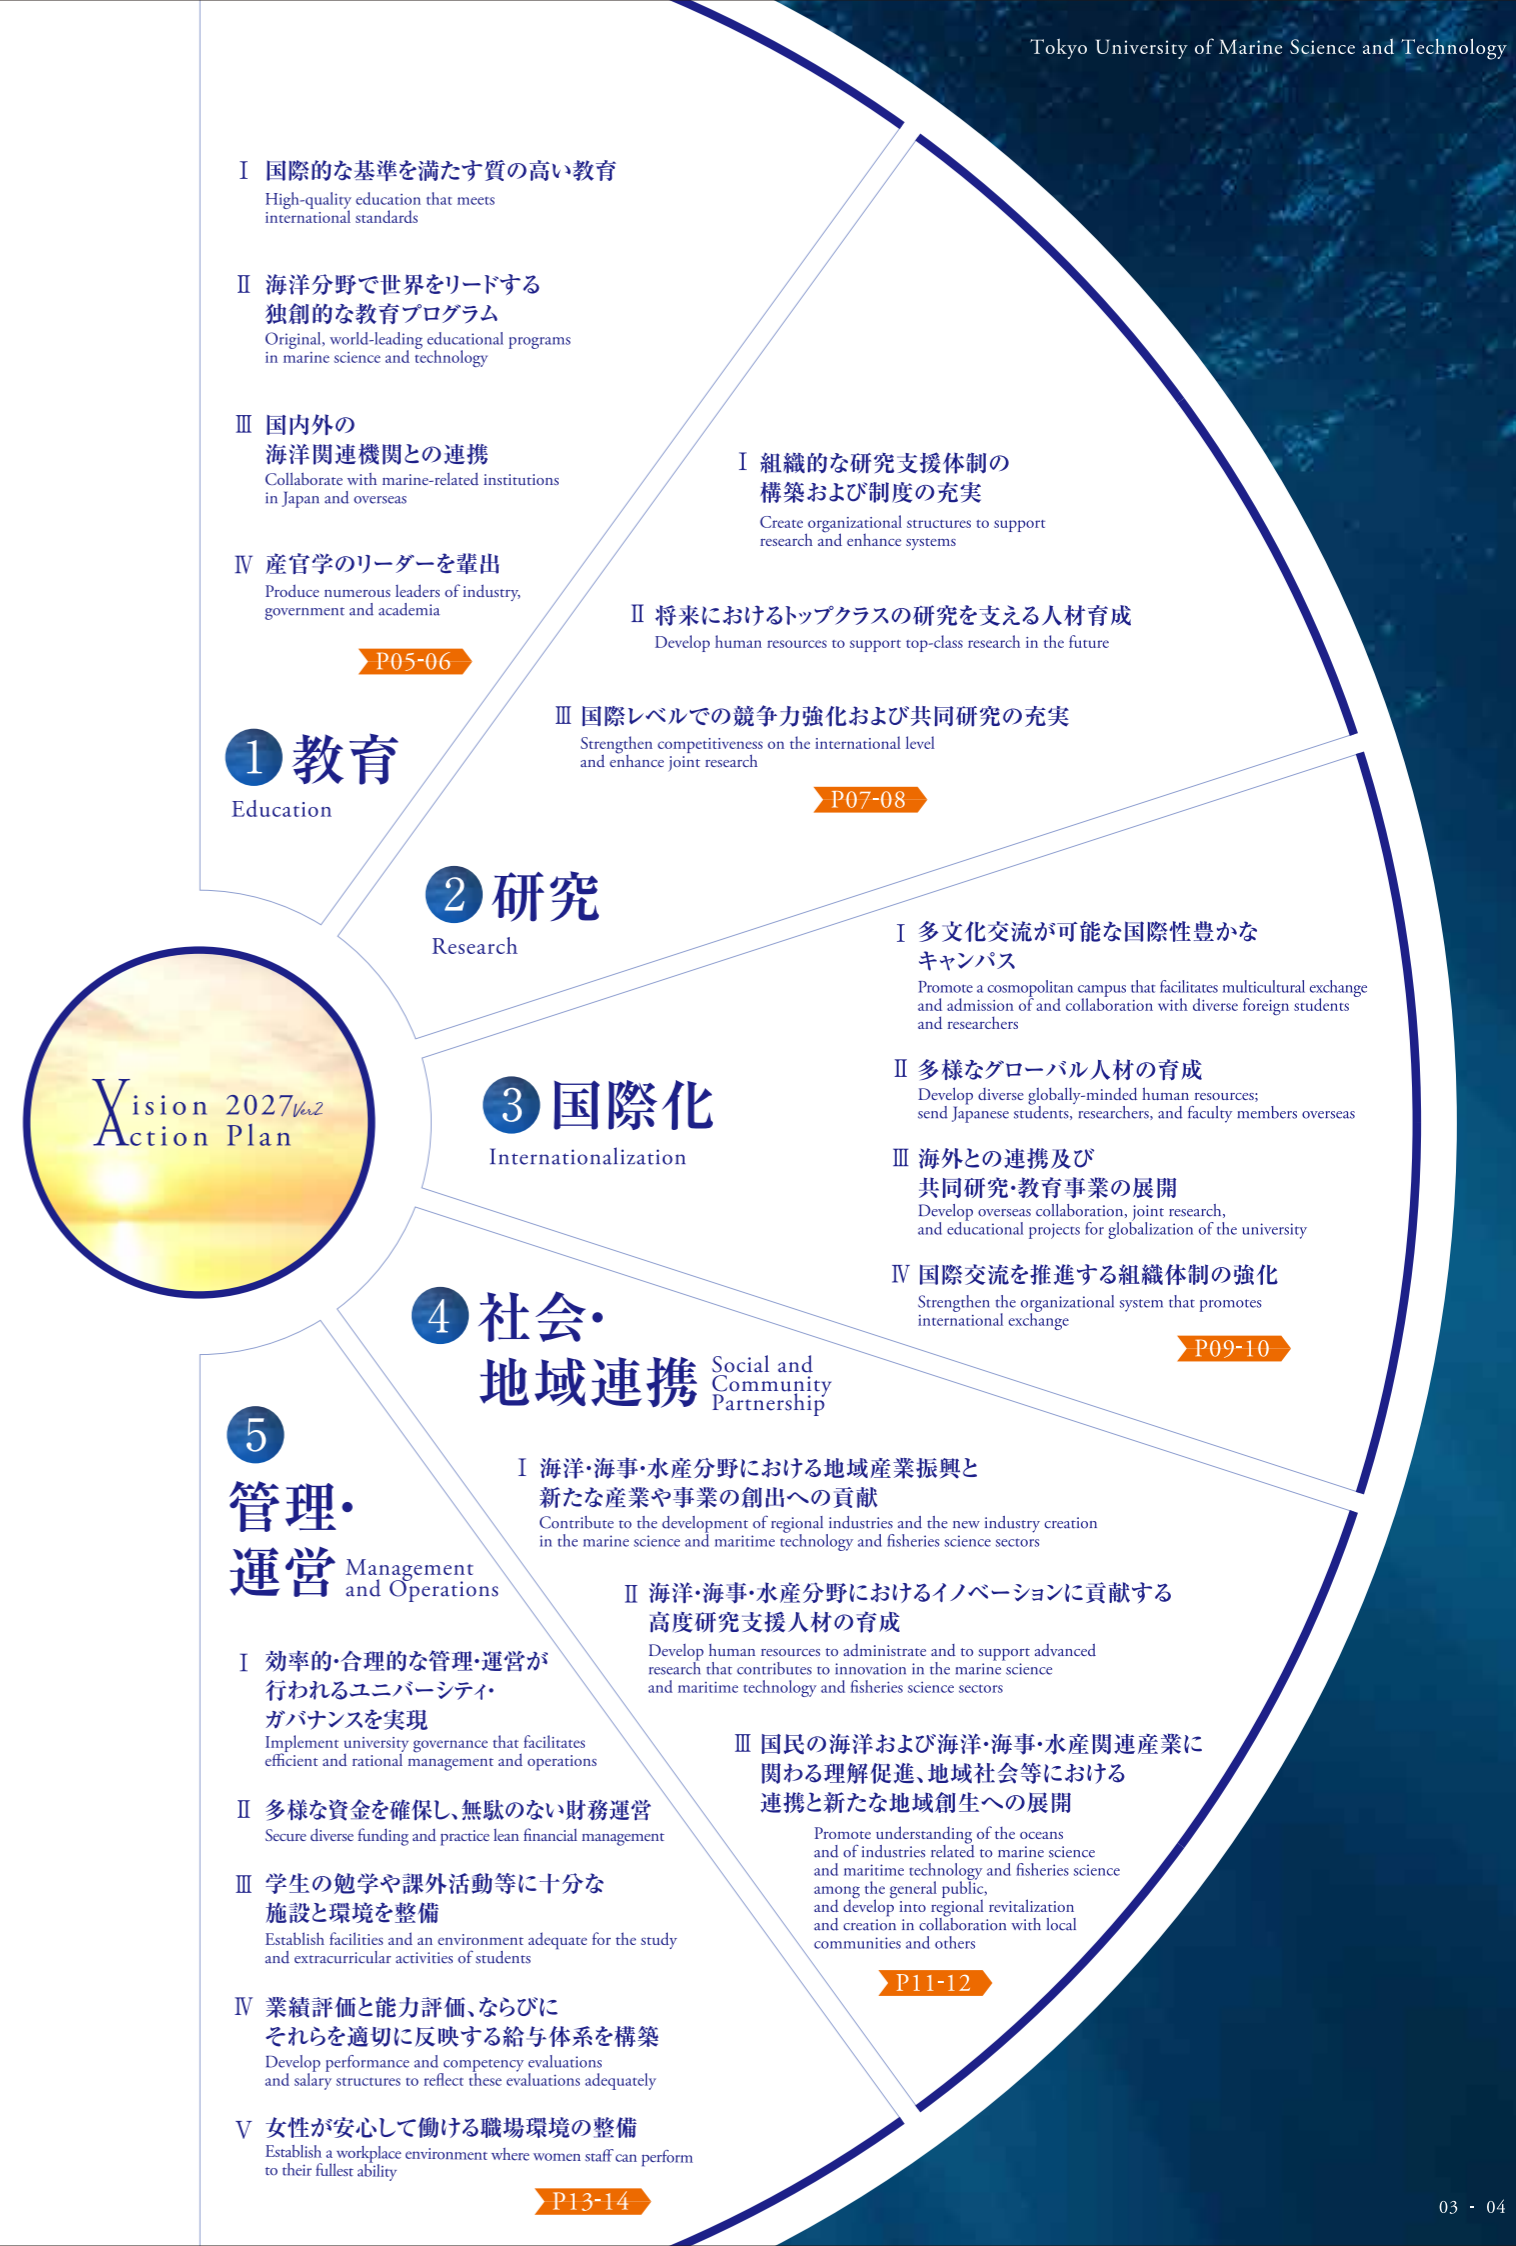 Tokyo University of Marine Science and Technology
Ⅰ 国際的な基準を満たす質の高い教育
High-quality education that meets
international standards
Ⅱ 海洋分野で世界をリードする
独創的な教育プログラム
Original, world-leading educational programs
in marine science and technology
Ⅲ 国内外の
海洋関連機関との連携
Collaborate with marine-related institutions
in Japan and overseas
Ⅳ 産官学のリーダーを輩出
Produce numerous leaders of industry,
government and academia
P05-06
1 教育
Education
Ⅰ 組織的な研究支援体制の
構築および制度の充実
Create organizational structures to support
research and enhance systems
Ⅱ 将来におけるトップクラスの研究を支える人材育成
Develop human resources to support top-class research in the future
Ⅲ 国際レベルでの競争力強化および共同研究の充実
Strengthen competitiveness on the international level
and enhance joint research
P07-08
2 研究
Research
Vision 2027 Ver.2
Action Plan
3 国際化
Internationalization
Ⅰ 多文化交流が可能な国際性豊かな
キャンパス
Promote a cosmopolitan campus that facilitates multicultural exchange
and admission of and collaboration with diverse foreign students
and researchers
Ⅱ 多様なグローバル人材の育成
Develop diverse globally-minded human resources;
send Japanese students, researchers, and faculty members overseas
Ⅲ 海外との連携及び
共同研究・教育事業の展開
Develop overseas collaboration, joint research,
and educational projects for globalization of the university
Ⅳ 国際交流を推進する組織体制の強化
Strengthen the organizational system that promotes
international exchange
P09-10
4 社会・
地域連携
Social and
Community
Partnership
Ⅰ 海洋・海事・水産分野における地域産業振興と
新たな産業や事業の創出への貢献
Contribute to the development of regional industries and the new industry creation
in the marine science and maritime technology and fisheries science sectors
Ⅱ 海洋・海事・水産分野におけるイノベーションに貢献する
高度研究支援人材の育成
Develop human resources to administrate and to support advanced
research that contributes to innovation in the marine science
and maritime technology and fisheries science sectors
Ⅲ 国民の海洋および海洋・海事・水産関連産業に
関わる理解促進、地域社会等における
連携と新たな地域創生への展開
Promote understanding of the oceans
and of industries related to marine science
and maritime technology and fisheries science
among the general public,
and develop into regional revitalization
and creation in collaboration with local
communities and others
P11-12
5
管理・
運営
Management
and Operations
Ⅰ 効率的・合理的な管理・運営が
行われるユニバーシティ・
ガバナンスを実現
Implement university governance that facilitates
efficient and rational management and operations
Ⅱ 多様な資金を確保し、無駄のない財務運営
Secure diverse funding and practice lean financial management
Ⅲ 学生の勉学や課外活動等に十分な
施設と環境を整備
Establish facilities and an environment adequate for the study
and extracurricular activities of students
Ⅳ 業績評価と能力評価、ならびに
それらを適切に反映する給与体系を構築
Develop performance and competency evaluations
and salary structures to reflect these evaluations adequately
Ⅴ 女性が安心して働ける職場環境の整備
Establish a workplace environment where women staff can perform
to their fullest ability
P13-14
03 - 04